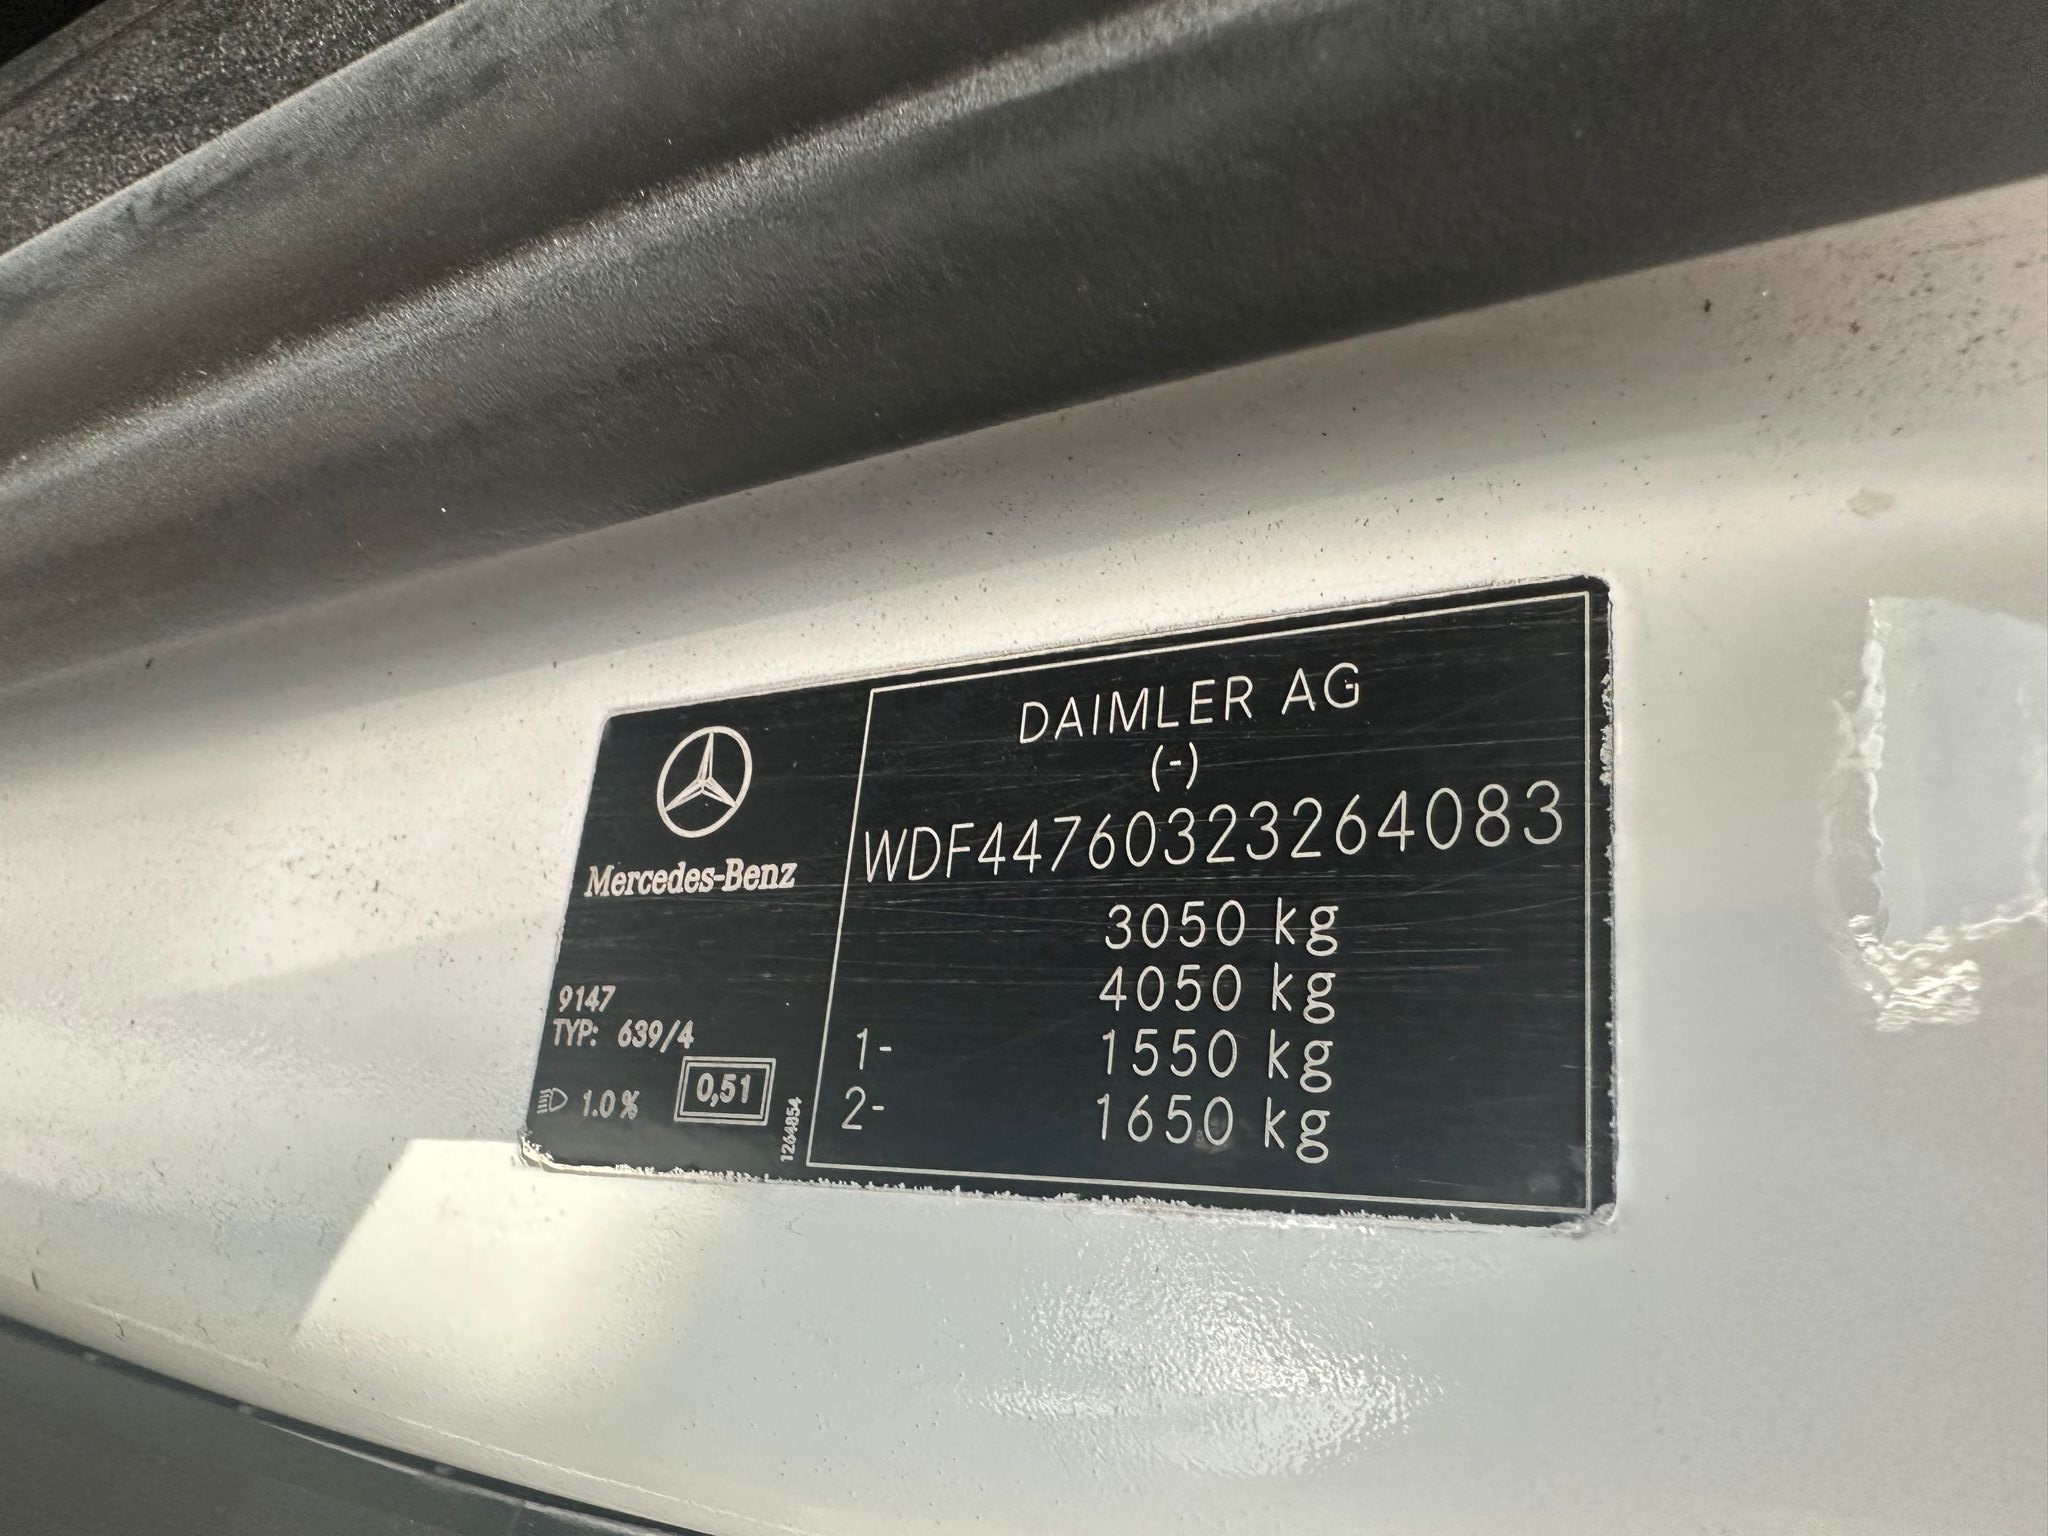 Mercedes-Benz
9147
TYP: 639/4
1.0 %
0,51
1264854
DAIMLER AG
(-)
WDF44760323264083
3050 kg
4050 kg
1- 1550 kg
2- 1650 kg